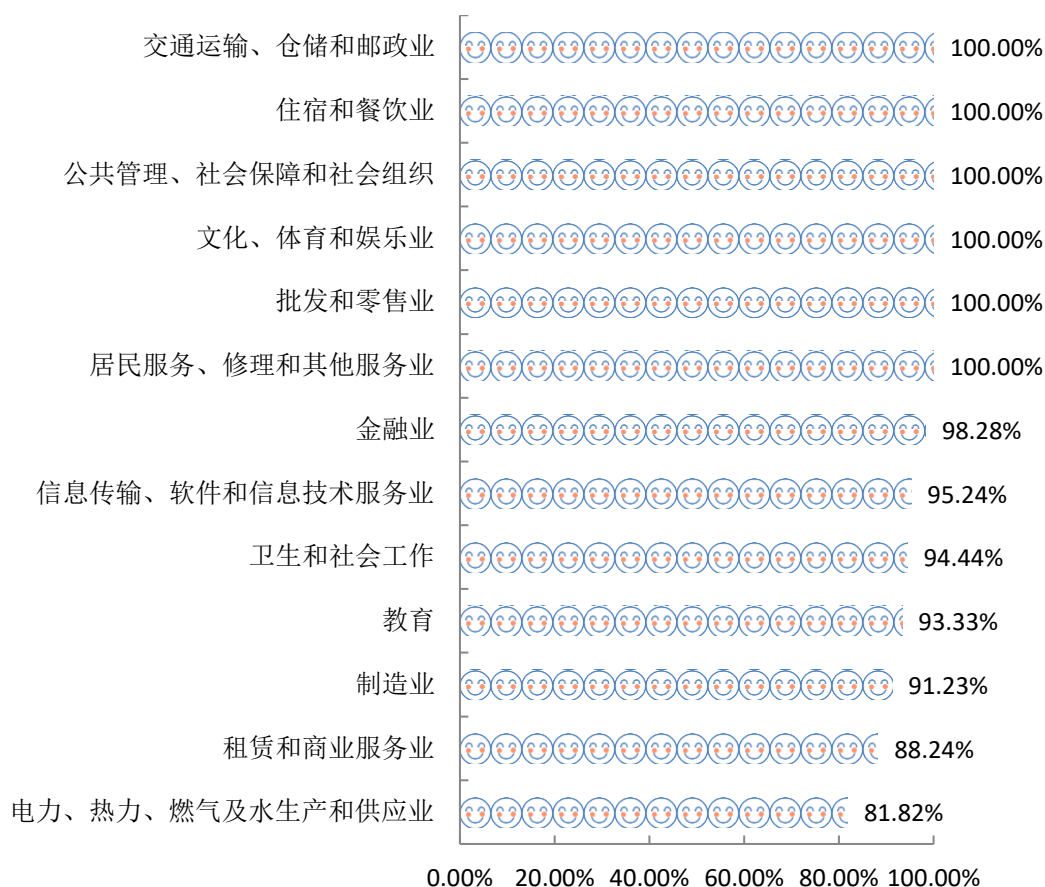 交通运输、仓储和邮政业 100.00%
住宿和餐饮业 100.00%
公共管理、社会保障和社会组织 100.00%
文化、体育和娱乐业 100.00%
批发和零售业 100.00%
居民服务、修理和其他服务业 100.00%
金融业 98.28%
信息传输、软件和信息技术服务业 95.24%
卫生和社会工作 94.44%
教育 93.33%
制造业 91.23%
租赁和商业服务业 88.24%
电力、热力、燃气及水生产和供应业 81.82%
0.00% 20.00% 40.00% 60.00% 80.00% 100.00%